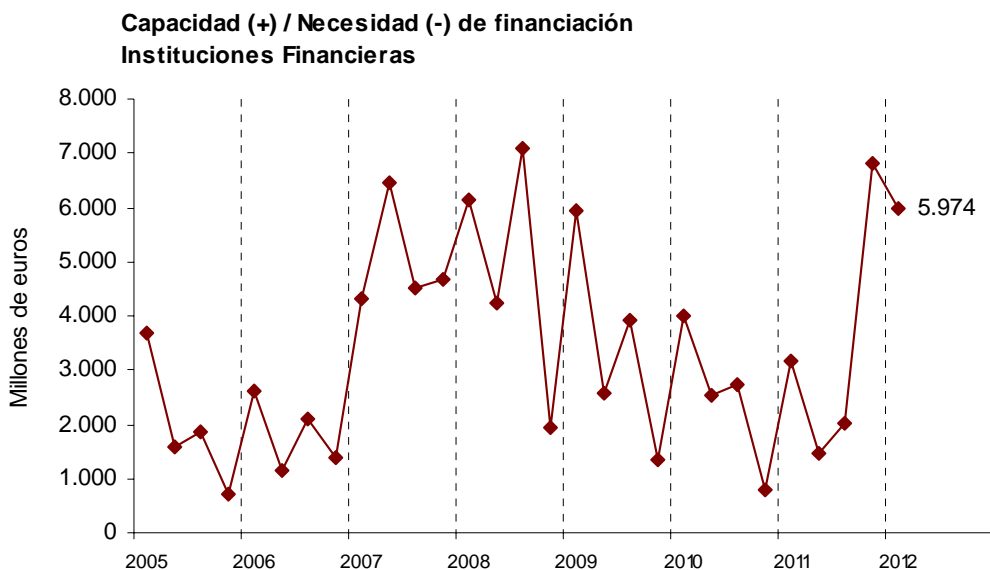 Capacidad (+) / Necesidad (-) de financiación
Instituciones Financieras
8.000
7.000
6.000
5.000
4.000
3.000
2.000
1.000
0
Millones de euros
5.974
2005 2006 2007 2008 2009 2010 2011 2012